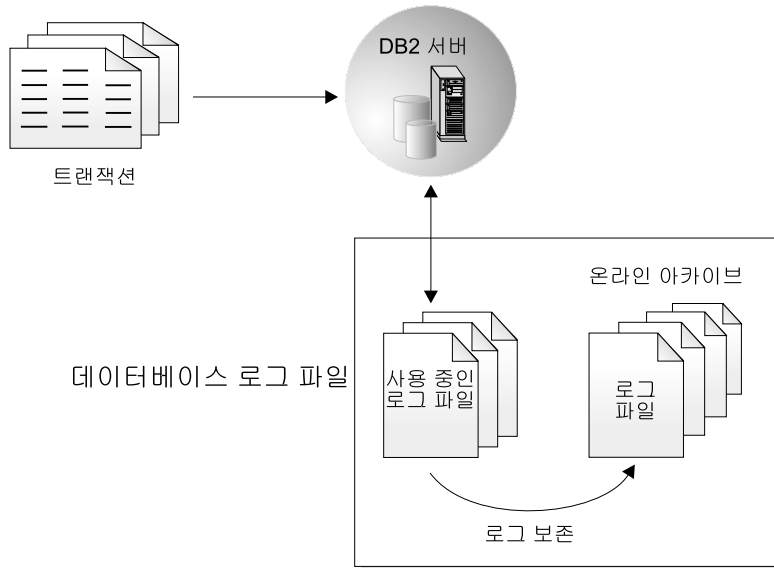 DB2 서버
트랜잭션
온라인 아카이브
데이터베이스 로그 파일
사용 중인
로그 파일
로그
파일
로그 보존